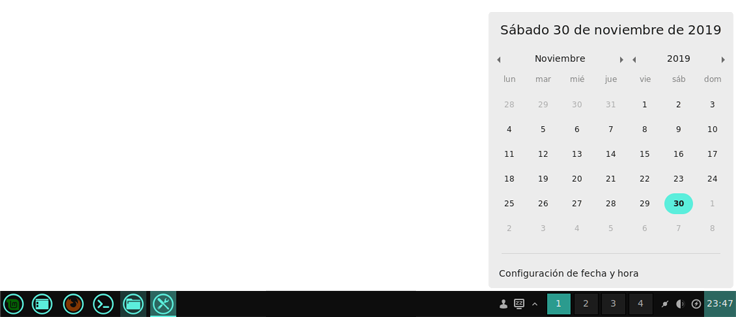 Sábado 30 de noviembre de 2019
Noviembre 2019
lun mar mié jue vie sáb dom
28 29 30 31 1 2 3
4 5 6 7 8 9 10
11 12 13 14 15 16 17
18 19 20 21 22 23 24
25 26 27 28 29 30 1
2 3 4 5 6 7 8
Configuración de fecha y hora
1 2 3 4 23:47